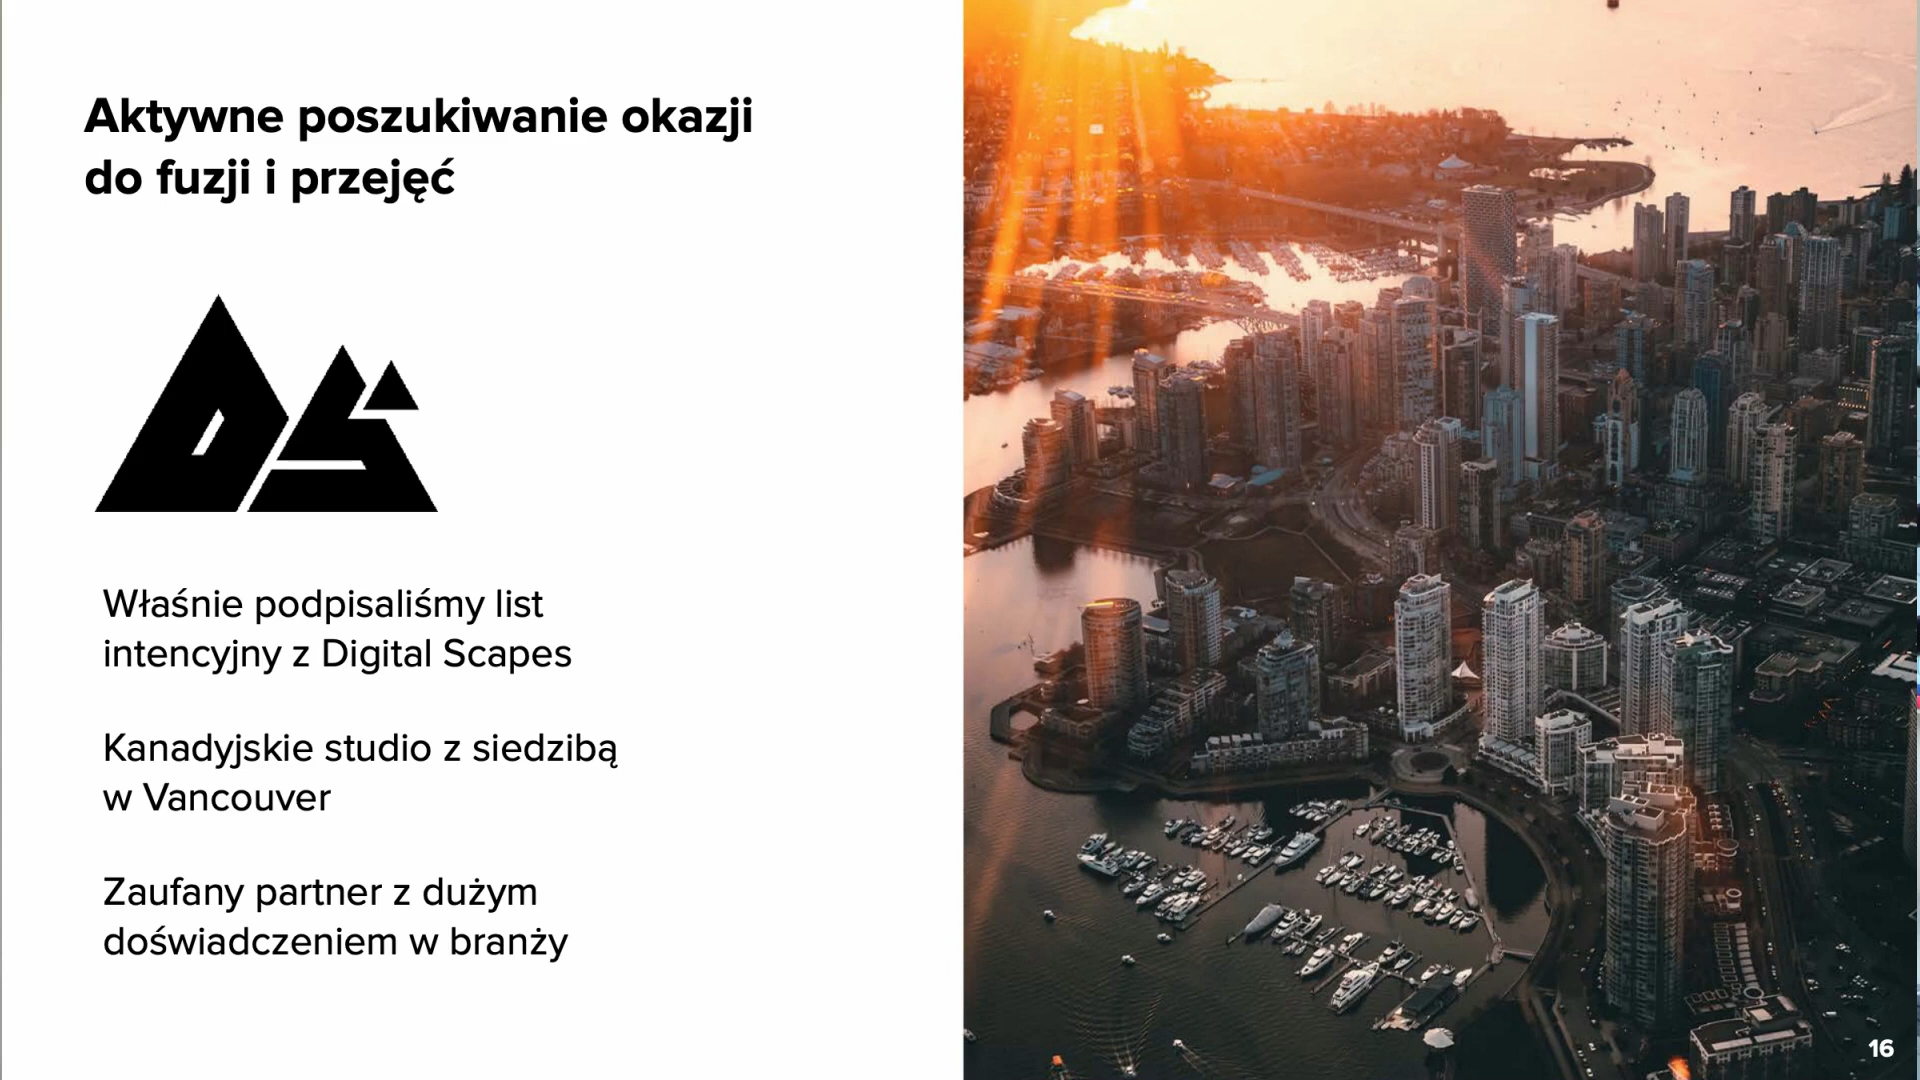 Aktywne poszukiwanie okazji
do fuzji i przejęć
DS
Właśnie podpisaliśmy list
intencyjny z Digital Scapes
Kanadyjskie studio z siedzibą
w Vancouver
Zaufany partner z dużym
doświadczeniem w branży
16